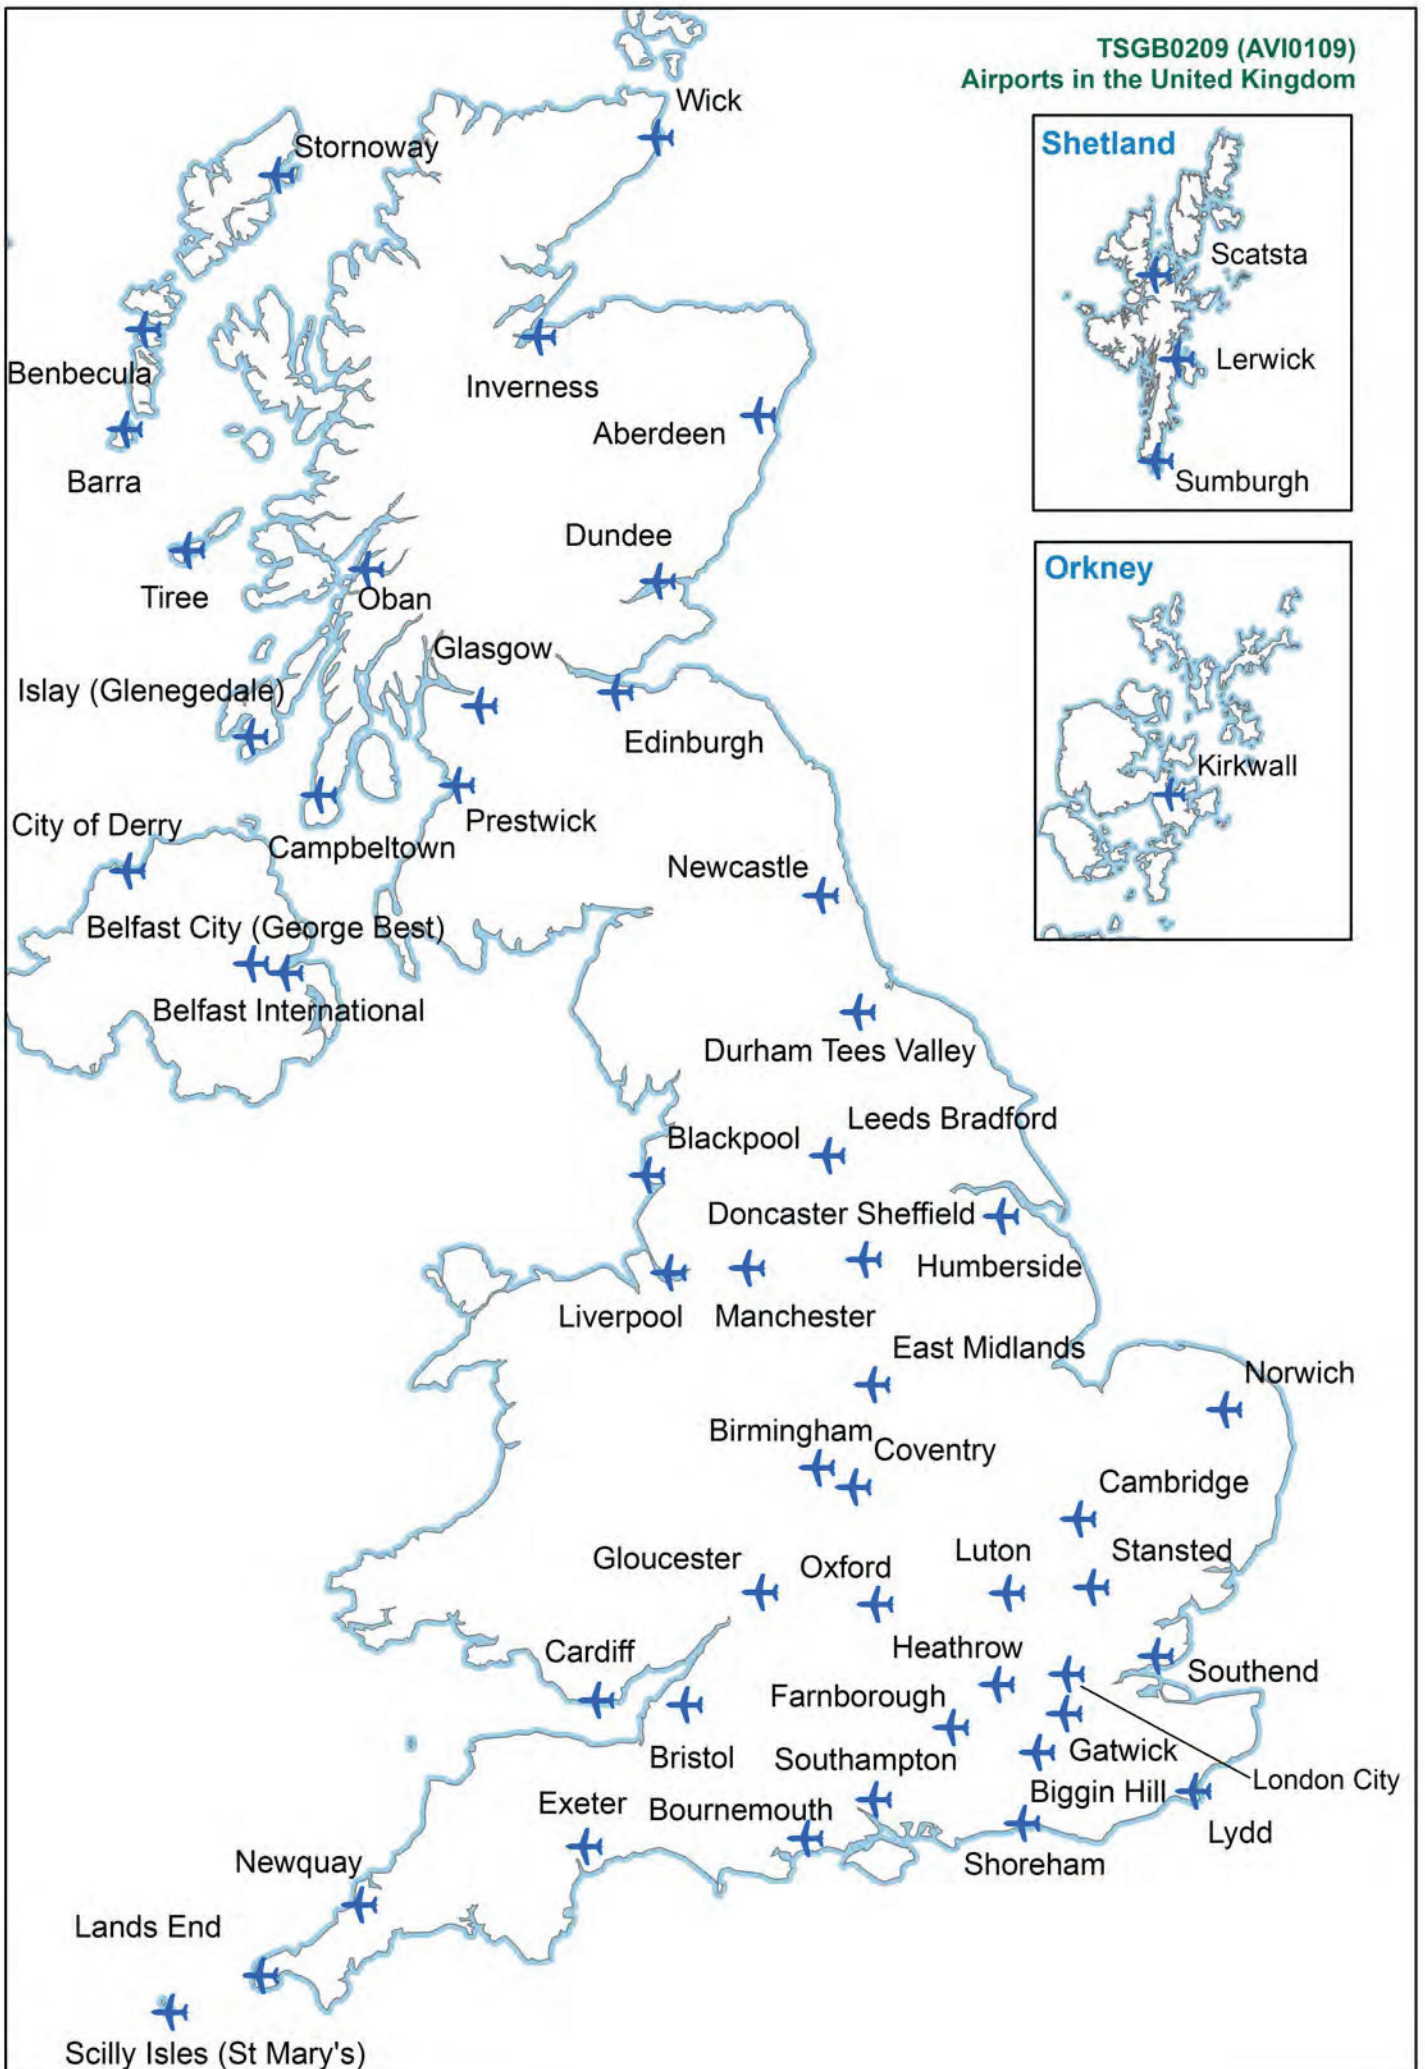 TSGB0209 (AVI0109)
Airports in the United Kingdom
Wick
Shetland
Stornoway
Scatsta
Lerwick
Benbecula
Inverness
Aberdeen
Barra
Sumburgh
Dundee
Orkney
Tiree
Oban
Glasgow
Islay (Glenegedale)
Edinburgh
Kirkwall
Prestwick
City of Derry
Campbeltown
Newcastle
Belfast City (George Best)
Belfast International
Durham Tees Valley
Leeds Bradford
Blackpool
Doncaster Sheffield
Humberside
Liverpool
Manchester
East Midlands
Norwich
Birmingham
Coventry
Cambridge
Luton
Stansted
Gloucester
Oxford
Heathrow
Cardiff
Southend
Farnborough
Bristol
Southampton
Gatwick
London City
Biggin Hill
Exeter
Bournemouth
Lydd
Shoreham
Newquay
Lands End
Scilly Isles (St Mary's)